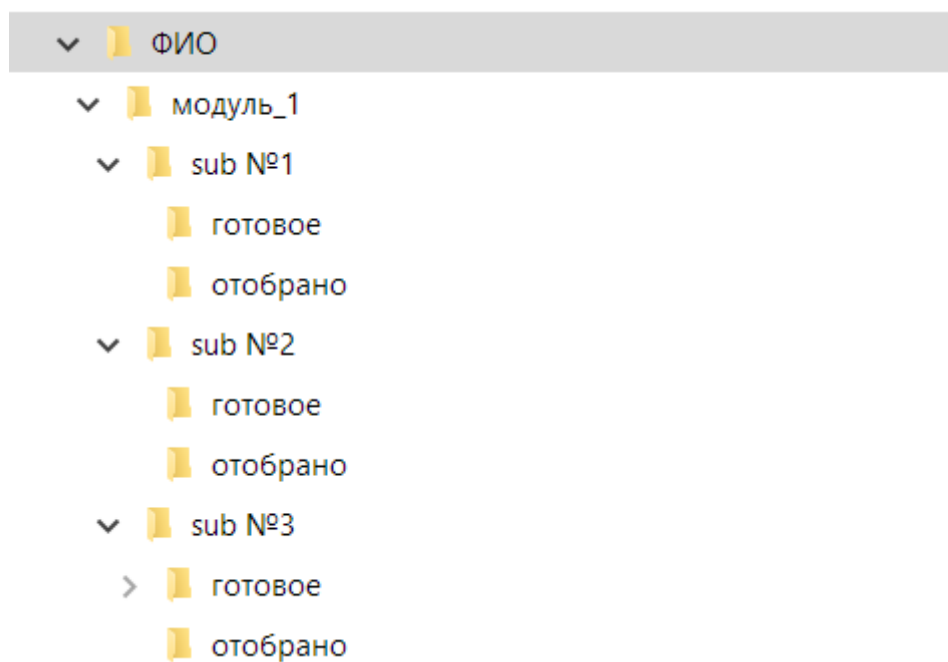 ФИО
модуль_1
sub №1
готовое
отобрано
sub №2
готовое
отобрано
sub №3
готовое
отобрано